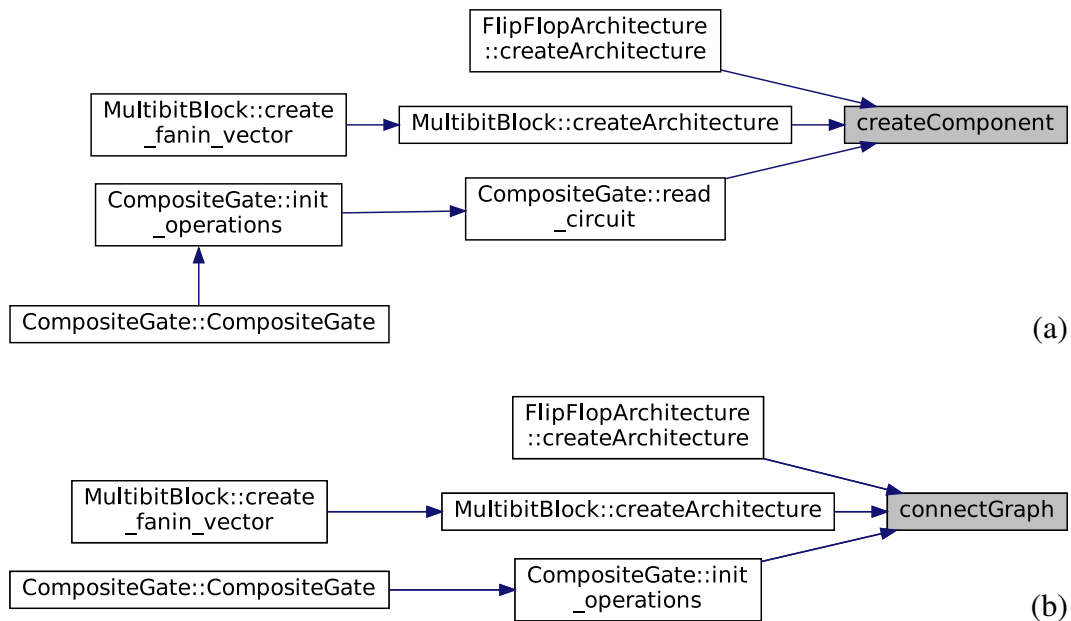 FlipFlopArchitecture
::createArchitecture
MultibitBlock::create
_fanin_vector
MultibitBlock::createArchitecture
createComponent
CompositeGate::init
_operations
CompositeGate::read
_circuit
CompositeGate::CompositeGate
(a)
FlipFlopArchitecture
::createArchitecture
MultibitBlock::create
_fanin_vector
MultibitBlock::createArchitecture
connectGraph
CompositeGate::CompositeGate
CompositeGate::init
_operations
(b)